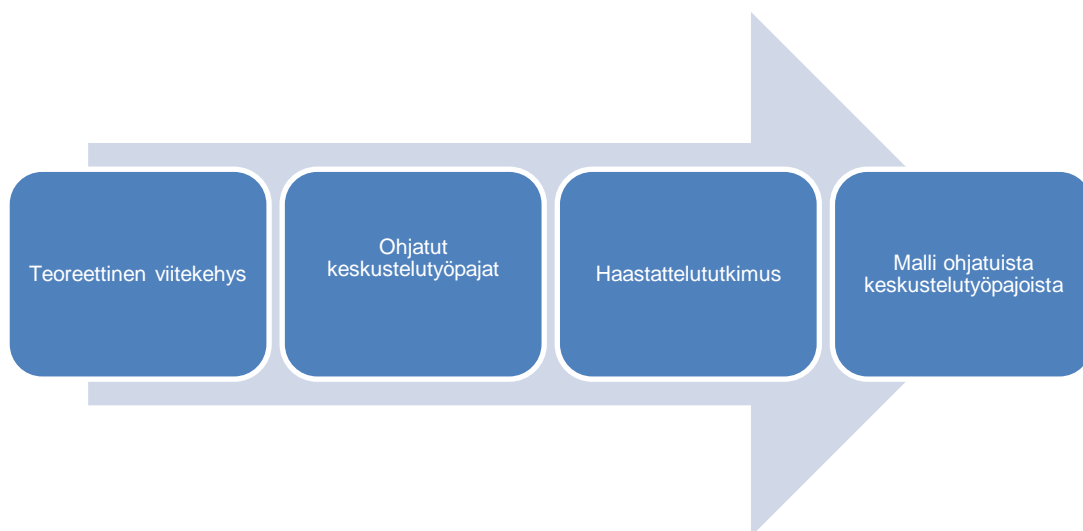 Teoreettinen viitekehys
Ohjatut
keskustelutyöpajat
Haastattelututkimus
Malli ohjatuista
keskustelutyöpajoista